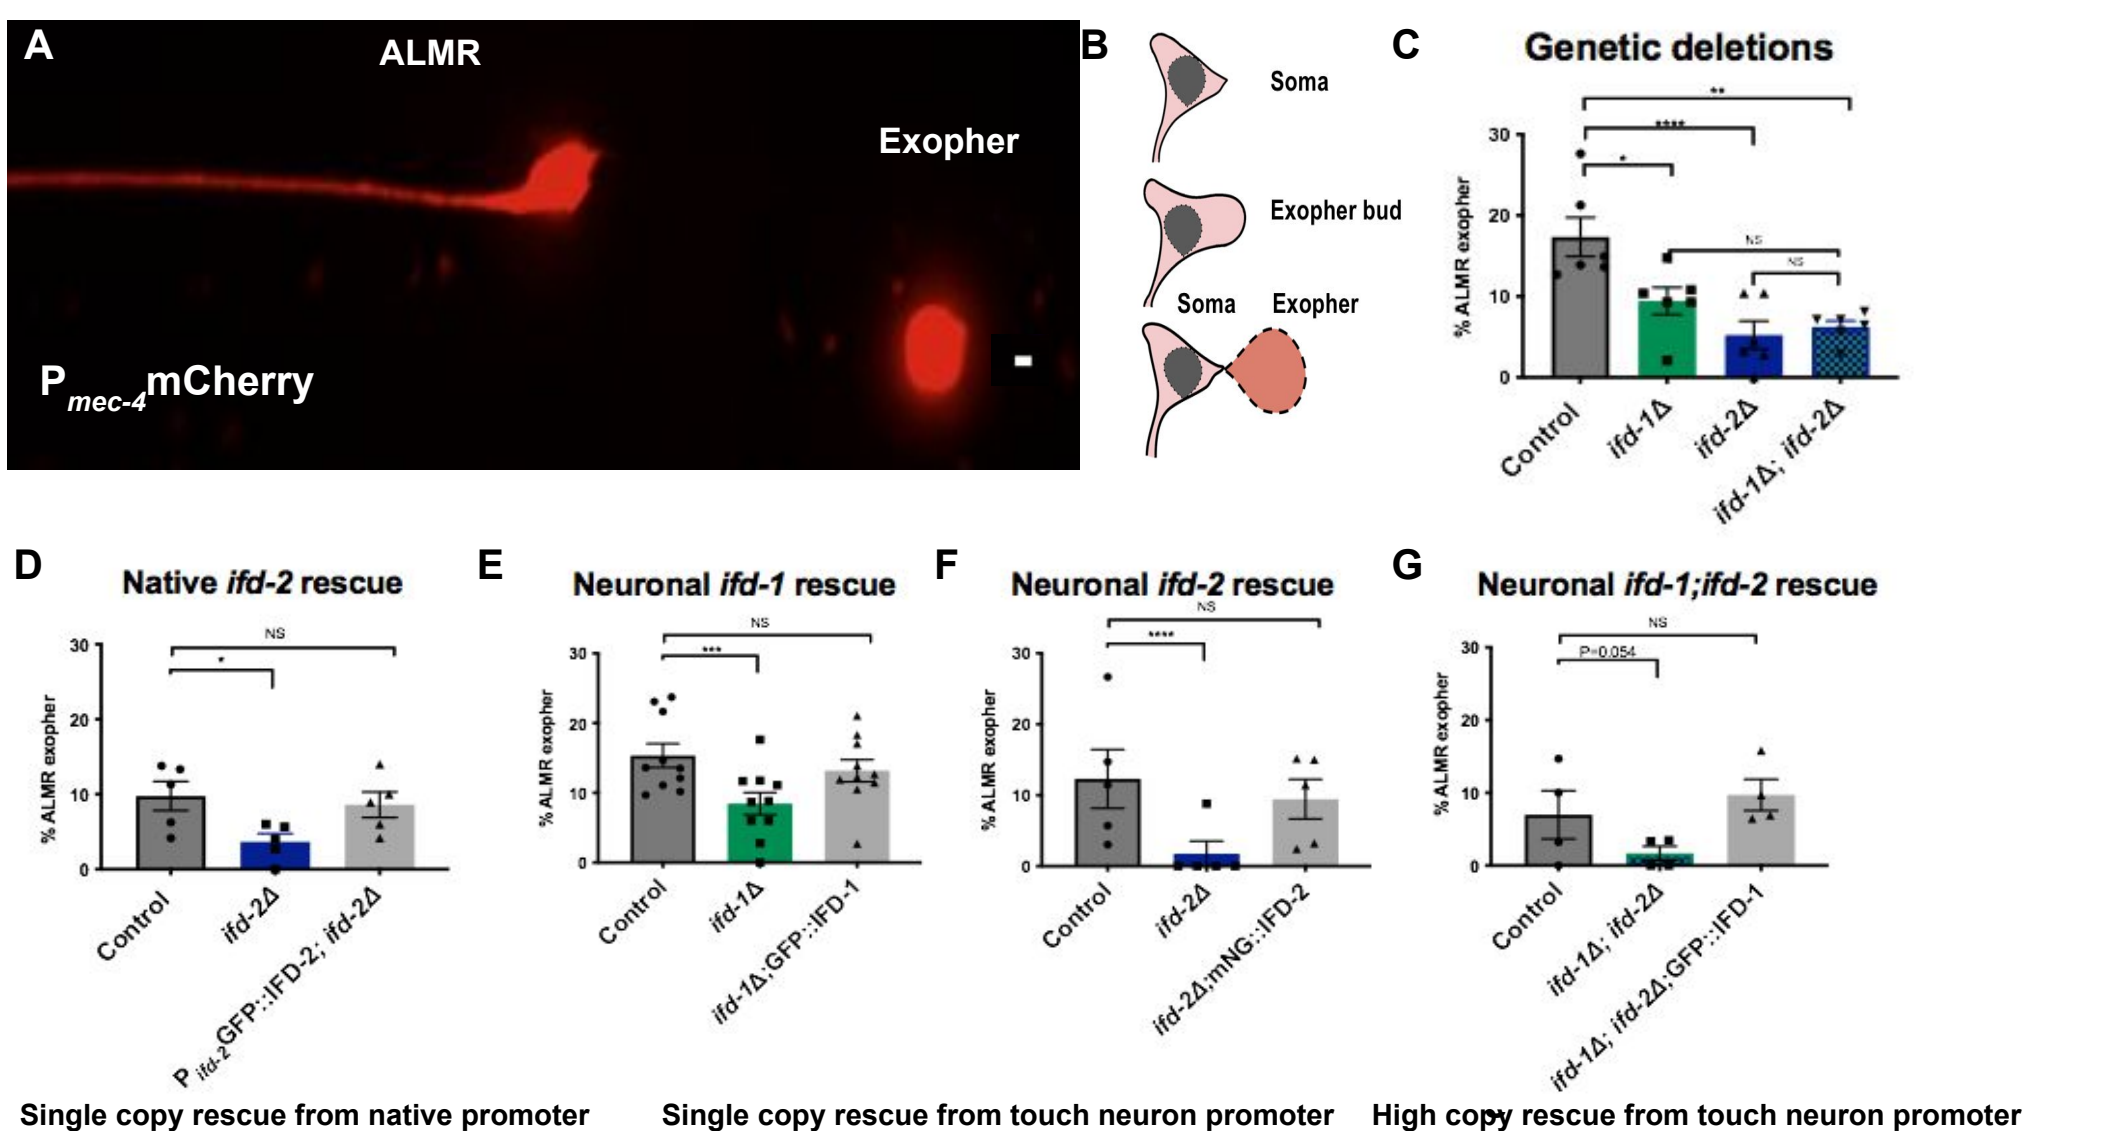 A
ALMR
Exopher
Pmec-4mCherry
B
Soma
Exopher bud
Soma
Exopher
C
Genetic deletions
**
****
*
NS
NS
% ALMR exopher
30
20
10
0
Control
ifd-1Δ
ifd-2Δ
ifd-1Δ; ifd-2Δ
D
Native ifd-2 rescue
NS
*
% ALMR exopher
30
20
10
0
Control
ifd-2Δ
Pifd-2GFP::IFD-2; ifd-2Δ
E
Neuronal ifd-1 rescue
NS
***
% ALMR exopher
30
20
10
0
Control
ifd-1Δ
ifd-1Δ;GFP::IFD-1
F
Neuronal ifd-2 rescue
NS
****
% ALMR exopher
30
20
10
0
Control
ifd-2Δ
ifd-2Δ;mNG::IFD-2
G
Neuronal ifd-1;ifd-2 rescue
NS
P=0.054
% ALMR exopher
30
20
10
0
Control
ifd-1Δ; ifd-2Δ
ifd-1Δ; ifd-2Δ;GFP::IFD-1
Single copy rescue from native promoter
Single copy rescue from touch neuron promoter
High copy rescue from touch neuron promoter